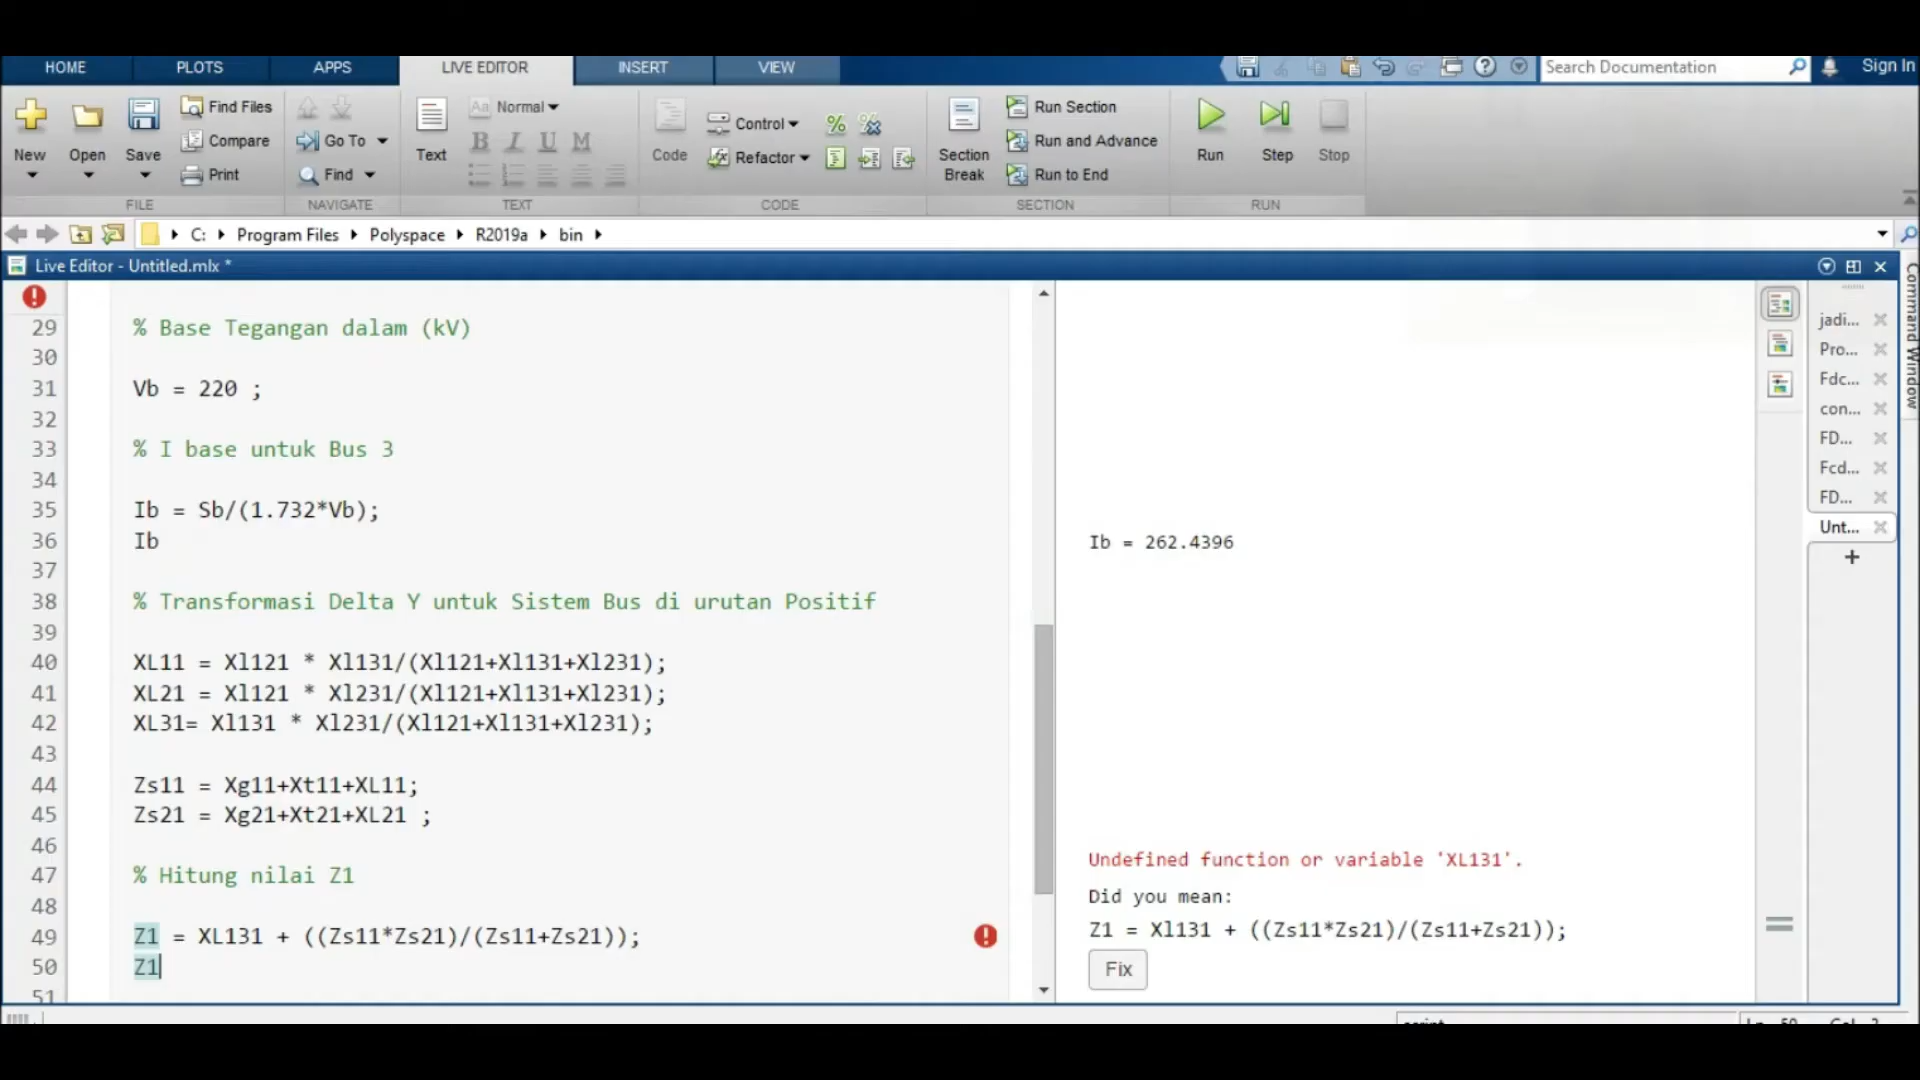 HOME PLOTS APPS LIVE EDITOR INSERT VIEW Search Documentation Sign In
New Open Save Find Files Compare Print FILE
Go To Find NAVIGATE
Text Aa Normal B I U M TEXT
Code Control Refactor CODE
Section Break Run Section Run and Advance Run to End SECTION
Run Step Stop RUN
C: Program Files Polyspace R2019a bin
Live Editor - Untitled.mlx *
29 % Base Tegangan dalam (kV)
30
31 Vb = 220 ;
32
33 % I base untuk Bus 3
34
35 Ib = Sb/(1.732*Vb);
36 Ib
37
38 % Transformasi Delta Y untuk Sistem Bus di urutan Positif
39
40 XL11 = Xl121 * Xl131/(Xl121+Xl131+Xl231);
41 XL21 = Xl121 * Xl231/(Xl121+Xl131+Xl231);
42 XL31= Xl131 * Xl231/(Xl121+Xl131+Xl231);
43
44 Zs11 = Xg11+Xt11+XL11;
45 Zs21 = Xg21+Xt21+XL21 ;
46
47 % Hitung nilai Z1
48
49 Z1 = XL131 + ((Zs11*Zs21)/(Zs11+Zs21));
50 Z1
51
Ib = 262.4396
Undefined function or variable 'XL131'.
Did you mean:
Z1 = Xl131 + ((Zs11*Zs21)/(Zs11+Zs21));
Fix
jadi...
Pro...
Fdc...
con...
FD...
Fcd...
FD...
Unt...
Command Window